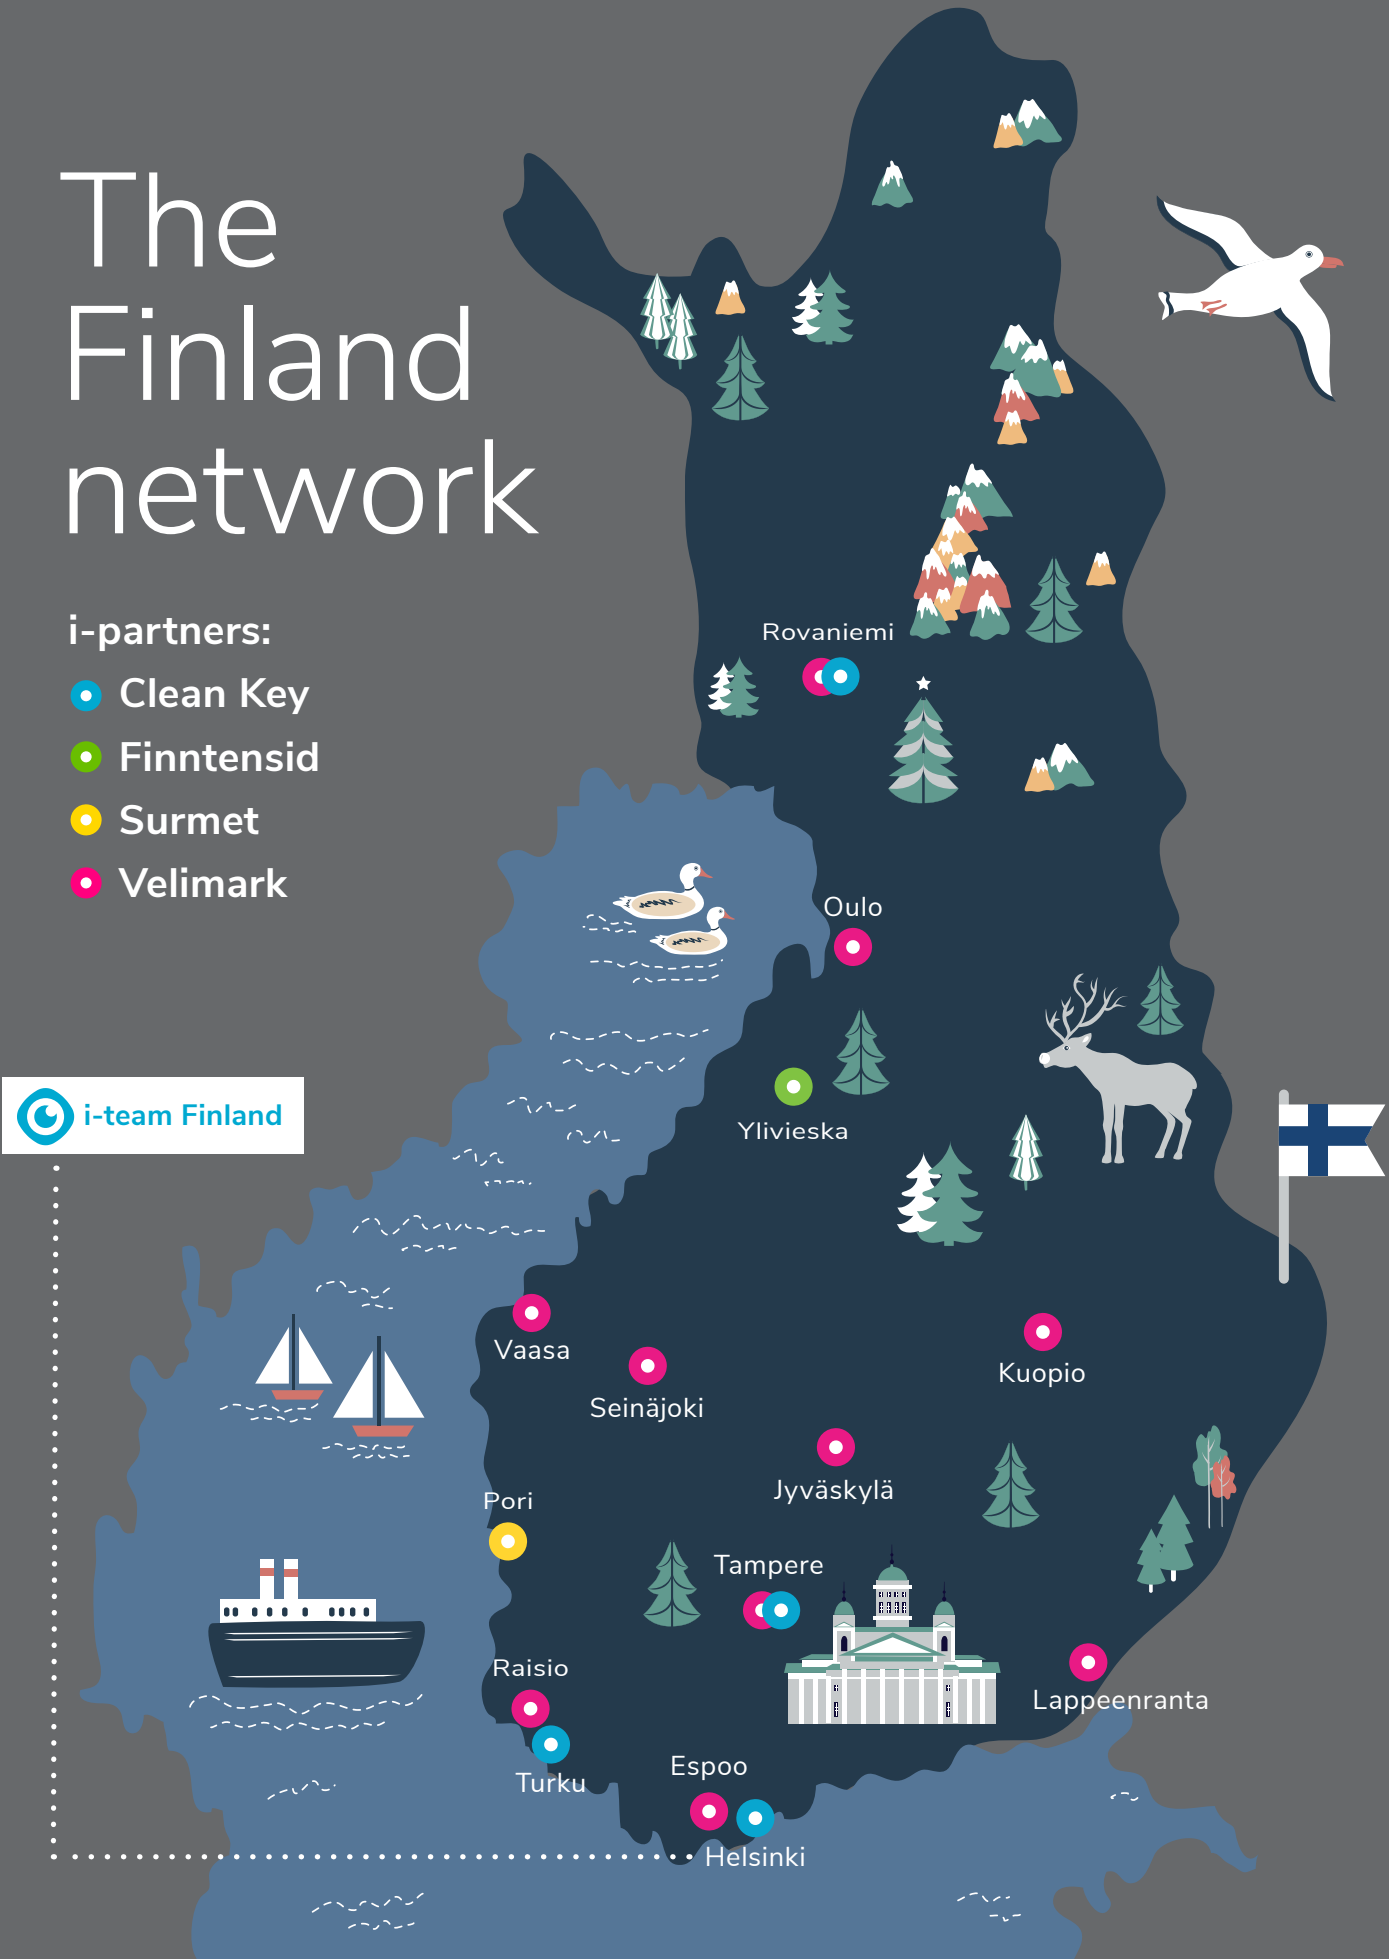 The
Finland
network
i-partners:
Clean Key
Finntensid
Surmet
Velimark
Rovaniemi
Oulo
Ylivieska
i-team Finland
Vaasa
Seinäjoki
Kuopio
Jyväskylä
Pori
Tampere
Raisio
Lappeenranta
Turku
Espoo
Helsinki